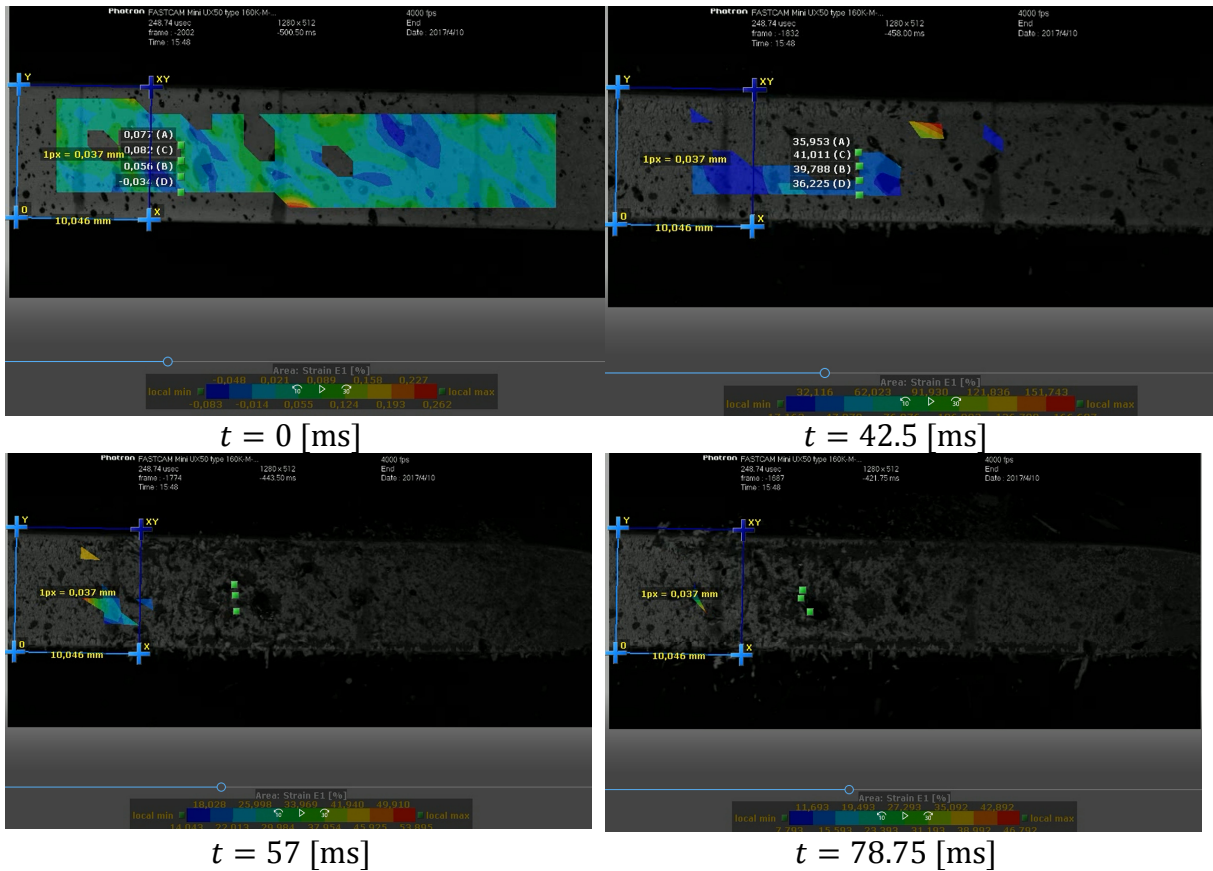 Photron FASTCAM Mini UX50 type 160K-M-... 4000 fps
248.74 usec 1280 x 512 End
frame : -2002 -500.50 ms Date : 2017/4/10
Time : 15:48
Y XY
0,077 (A)
0,082 (C)
1px = 0,037 mm
0,056 (B)
-0,034 (D)
0 X
10,046 mm
Area: Strain E1 [%]
-0,048 0,021 0,089 0,158 0,227
local min 10 30 local max
-0,083 -0,014 0,055 0,124 0,193 0,262
t = 0 [ms]
Photron FASTCAM Mini UX50 type 160K-M-... 4000 fps
248.74 usec 1280 x 512 End
frame : -1832 -458.00 ms Date : 2017/4/10
Time : 15:48
Y XY
35,953 (A)
41,011 (C)
1px = 0,037 mm
39,788 (B)
36,225 (D)
0 X
10,046 mm
Area: Strain E1 [%]
32,116 62,023 91,930 121,836 151,743
local min 10 30 local max
t = 42.5 [ms]
Photron FASTCAM Mini UX50 type 160K-M-... 4000 fps
248.74 usec 1280 x 512 End
frame : -1774 -443.50 ms Date : 2017/4/10
Time : 15:48
Y XY
1px = 0,037 mm
0 X
10,046 mm
Area: Strain E1 [%]
18,028 25,998 33,969 41,940 49,910
local min 10 30 local max
14,043 22,013 29,984 37,954 45,925 53,895
t = 57 [ms]
Photron FASTCAM Mini UX50 type 160K-M-... 4000 fps
248.74 usec 1280 x 512 End
frame : -1687 -421.75 ms Date : 2017/4/10
Time : 15:48
Y XY
1px = 0,037 mm
0 X
10,046 mm
Area: Strain E1 [%]
11,693 19,493 27,293 35,092 42,892
local min 10 30 local max
7,793 15,593 23,393 31,193 38,992 46,792
t = 78.75 [ms]